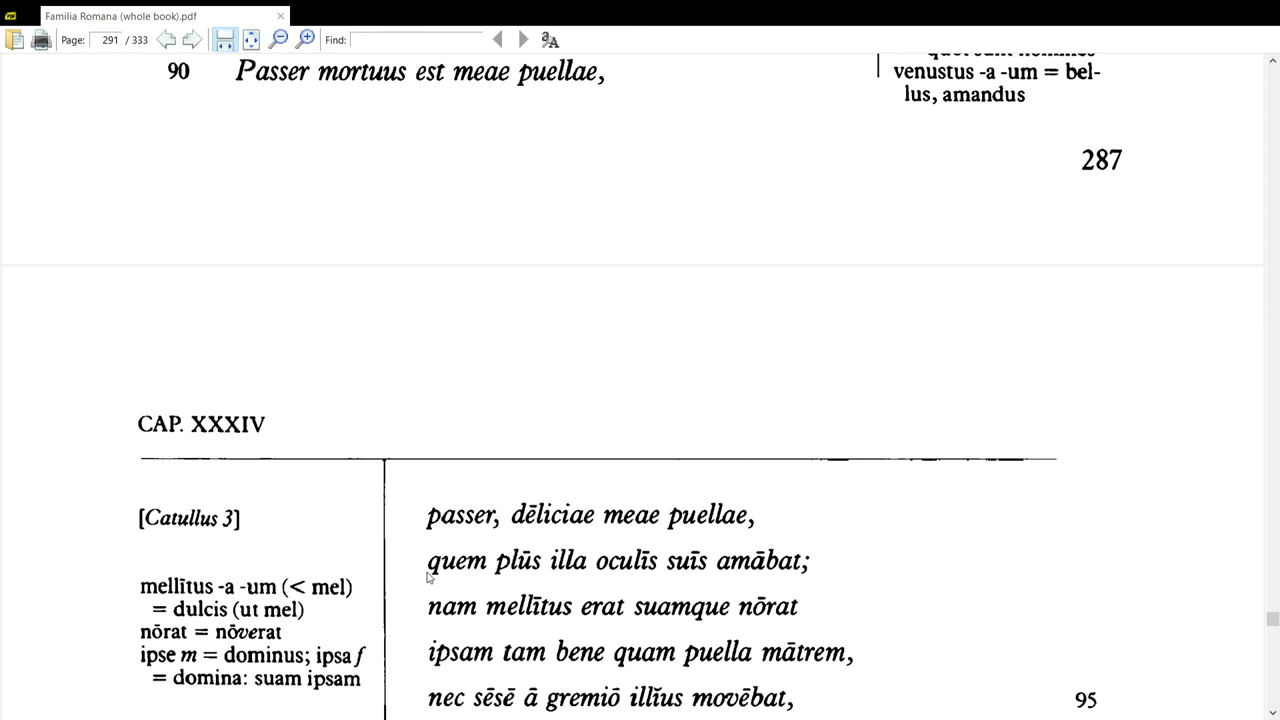 Familia Romana (whole book).pdf
Page: 291 / 333
Find:
90 Passer mortuus est meae puellae,
venustus -a -um = bel-
lus, amandus
287
CAP. XXXIV
[Catullus 3]
mellītus -a -um (< mel)
= dulcis (ut mel)
nōrat = nōverat
ipse m = dominus; ipsa f
= domina: suam ipsam
passer, dēliciae meae puellae,
quem plūs illa oculīs suīs amābat;
nam mellītus erat suamque nōrat
ipsam tam bene quam puella mātrem,
nec sēsē ā gremiō illĭus movēbat,
95